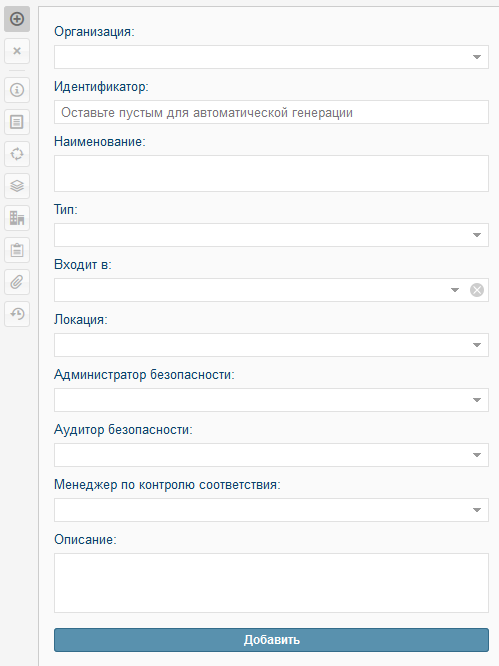 Организация:
Идентификатор:
Оставьте пустым для автоматической генерации
Наименование:
Тип:
Входит в:
Локация:
Администратор безопасности:
Аудитор безопасности:
Менеджер по контролю соответствия:
Описание:
Добавить